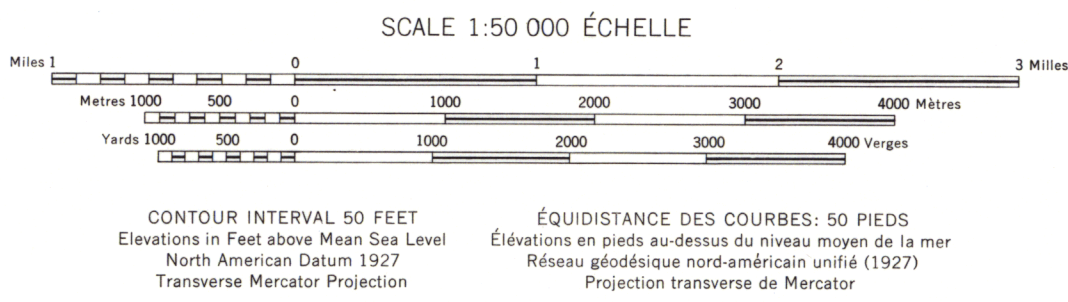 SCALE 1:50 000 ÉCHELLE
Miles 1 0 1 2 3 Milles
Metres 1000 500 0 1000 2000 3000 4000 Mètres
Yards 1000 500 0 1000 2000 3000 4000 Verges
CONTOUR INTERVAL 50 FEET
Elevations in Feet above Mean Sea Level
North American Datum 1927
Transverse Mercator Projection
ÉQUIDISTANCE DES COURBES: 50 PIEDS
Élévations en pieds au-dessus du niveau moyen de la mer
Réseau géodésique nord-américain unifié (1927)
Projection transverse de Mercator